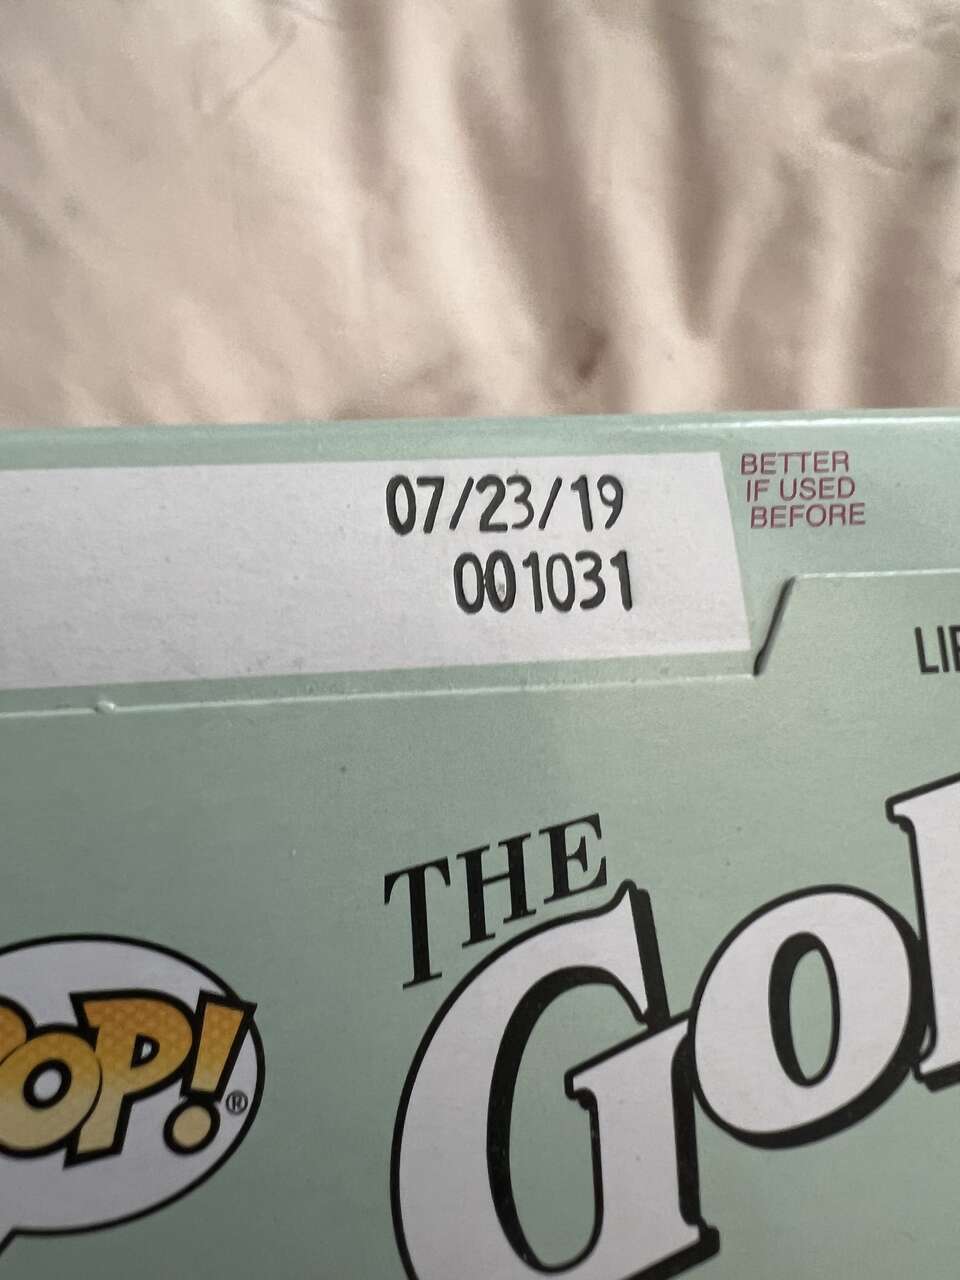 07/23/19
001031
BETTER
IF USED
BEFORE
THE
POP!®